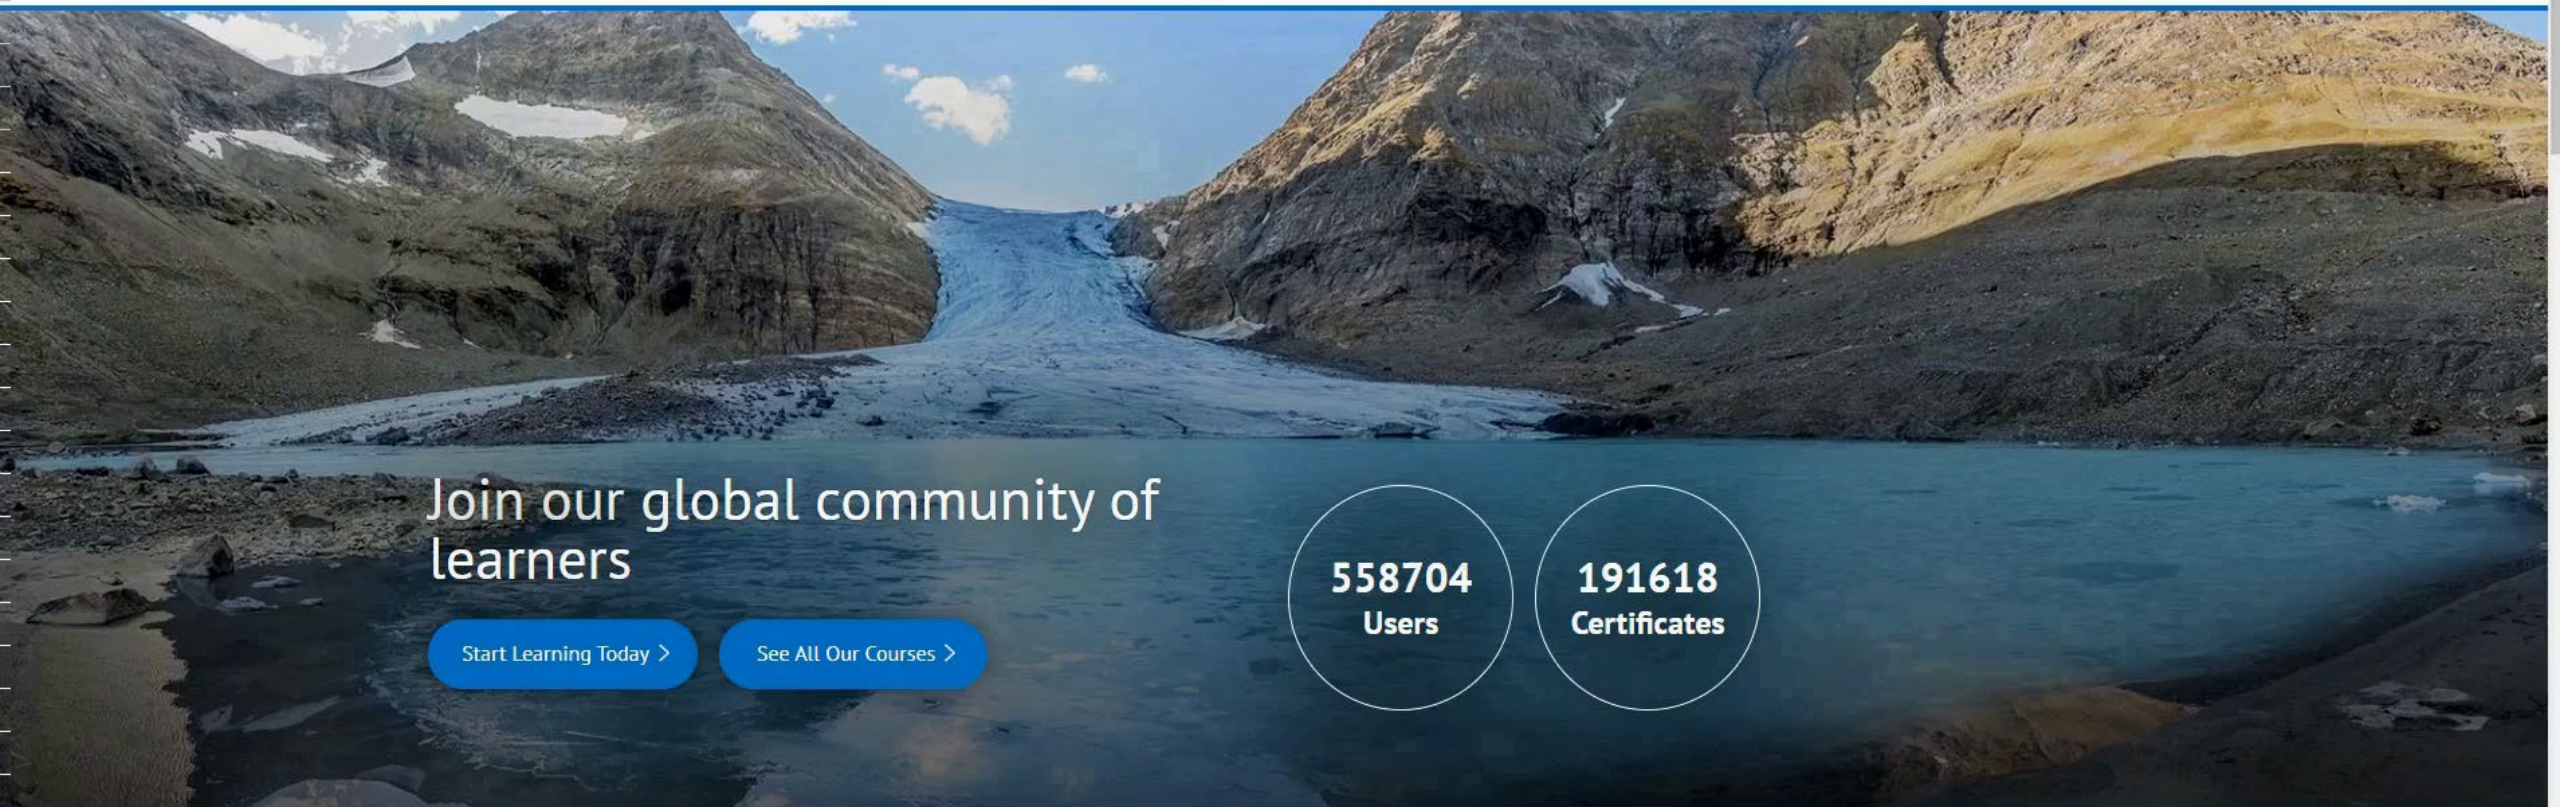 Join our global community of
learners
Start Learning Today >
See All Our Courses >
558704
Users
191618
Certificates